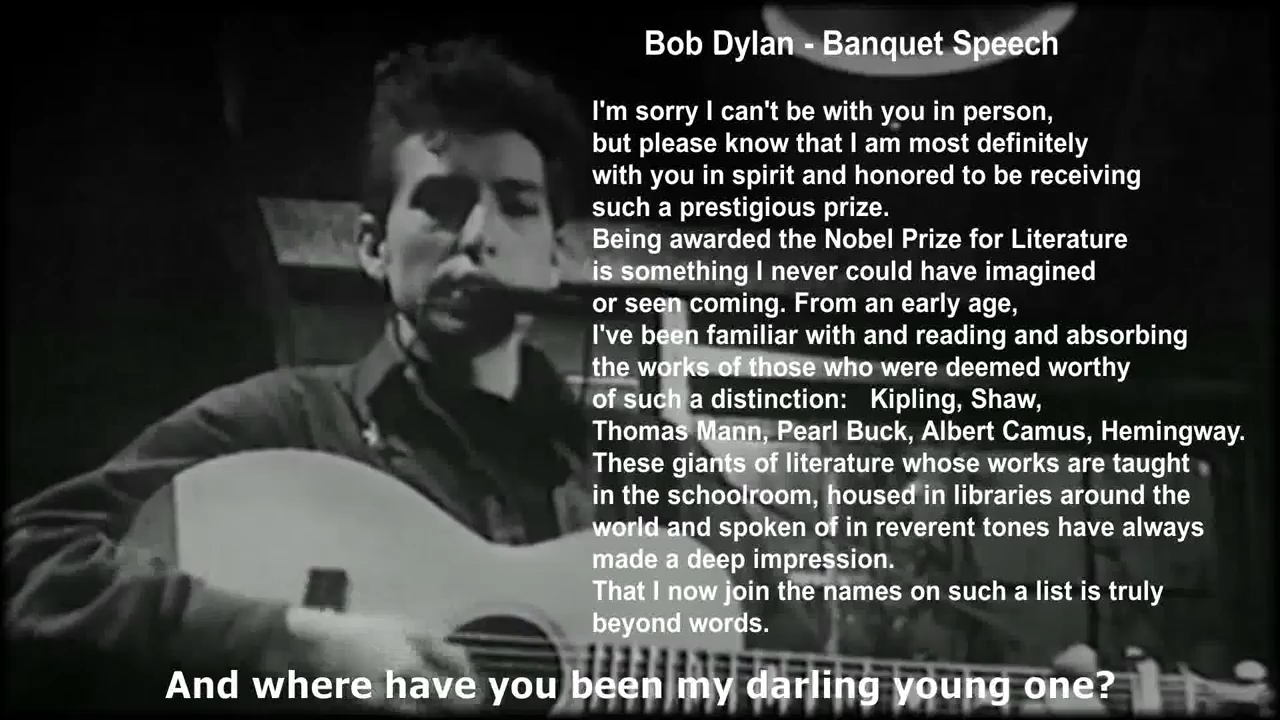 Bob Dylan - Banquet Speech
I'm sorry I can't be with you in person,
but please know that I am most definitely
with you in spirit and honored to be receiving
such a prestigious prize.
Being awarded the Nobel Prize for Literature
is something I never could have imagined
or seen coming. From an early age,
I've been familiar with and reading and absorbing
the works of those who were deemed worthy
of such a distinction:   Kipling, Shaw,
Thomas Mann, Pearl Buck, Albert Camus, Hemingway.
These giants of literature whose works are taught
in the schoolroom, housed in libraries around the
world and spoken of in reverent tones have always
made a deep impression.
That I now join the names on such a list is truly
beyond words.
And where have you been my darling young one?